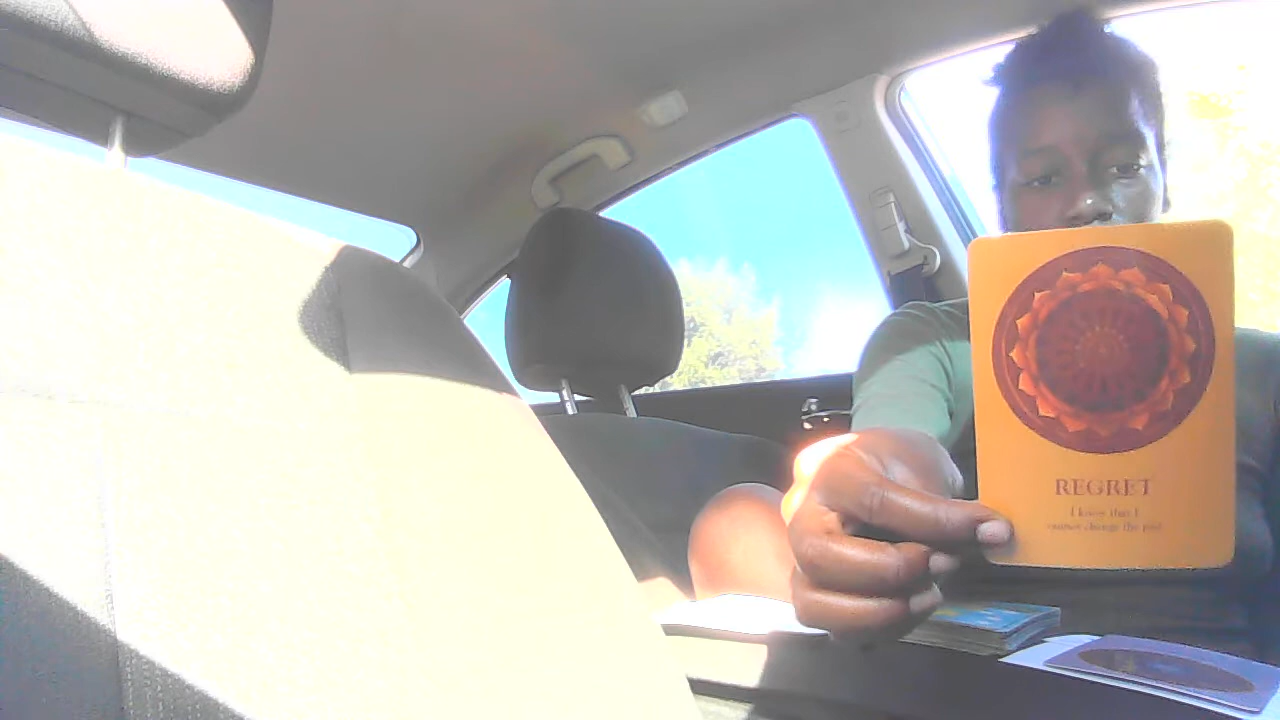 REGRET
I know that I
cannot change the past.